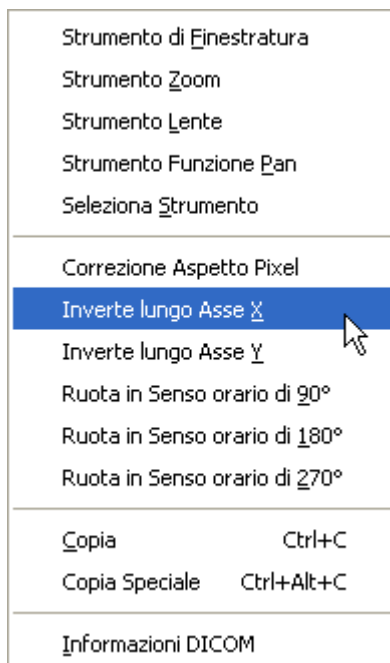 Strumento di Finestratura
Strumento Zoom
Strumento Lente
Strumento Funzione Pan
Seleziona Strumento
Correzione Aspetto Pixel
Inverte lungo Asse X
Inverte lungo Asse Y
Ruota in Senso orario di 90°
Ruota in Senso orario di 180°
Ruota in Senso orario di 270°
Copia Ctrl+C
Copia Speciale Ctrl+Alt+C
Informazioni DICOM